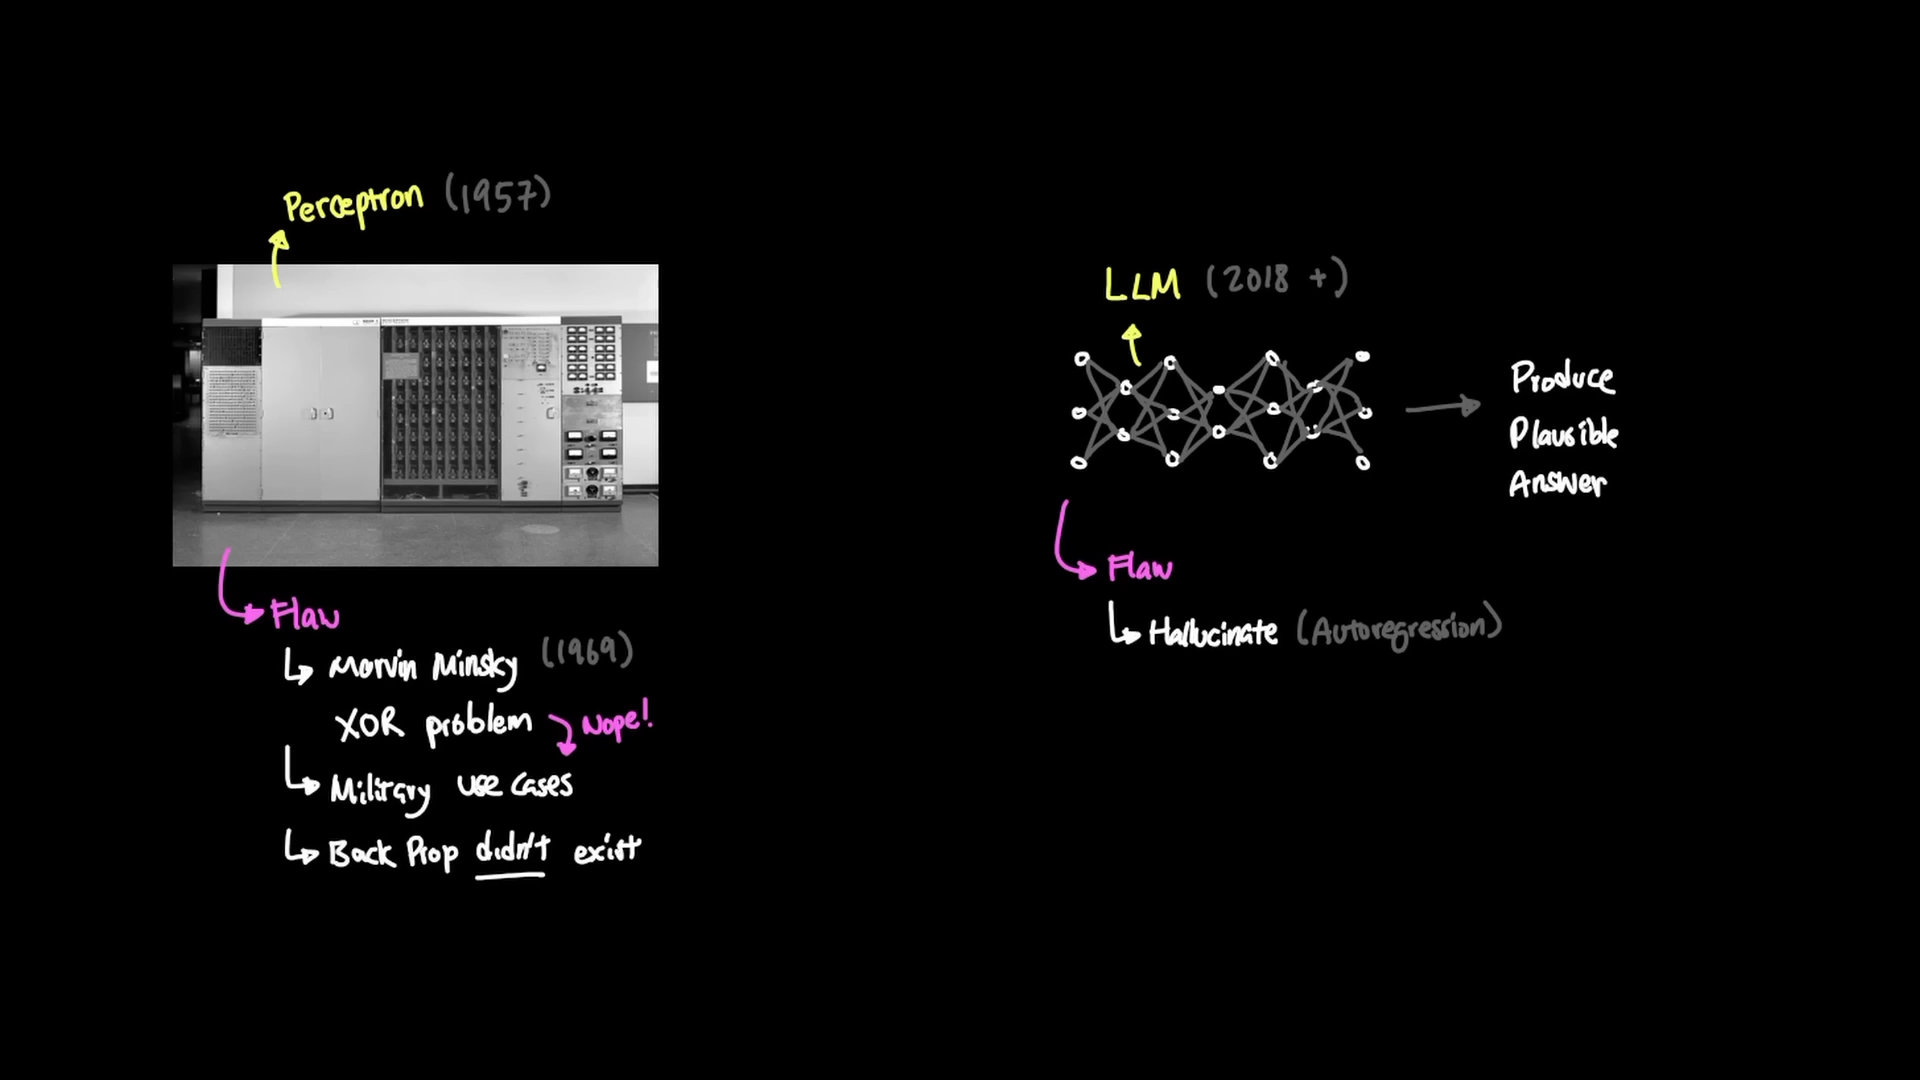 Perceptron (1957)
Flaw
Marvin Minsky (1969)
XOR problem Nope!
Military use cases
Back Prop didn't exist
LLM (2018 +)
Produce
Plausible
Answer
Flaw
Hallucinate (Autoregression)